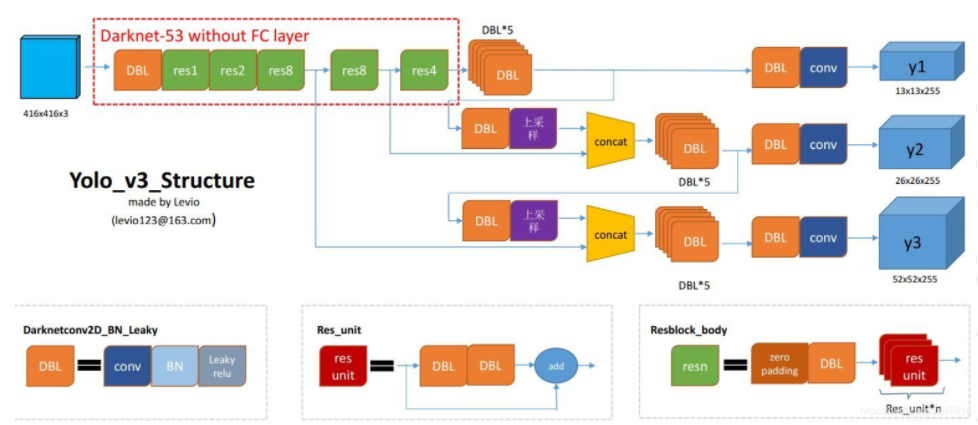 Darknet-53 without FC layer
DBL*5
DBL
res1
res2
res8
res8
res4
DBL
DBL
conv
y1
416x416x3
13x13x255
DBL
上采
样
concat
DBL
DBL
conv
y2
DBL*5
26x26x255
Yolo_v3_Structure
made by Levio
(levio123@163.com)
DBL
上采
样
concat
DBL
DBL
conv
y3
DBL*5
52x52x255
Darknetconv2D_BN_Leaky
DBL
conv
BN
Leaky
relu
Res_unit
res
unit
DBL
DBL
add
Resblock_body
resn
zero
padding
DBL
res
unit
Res_unit*n